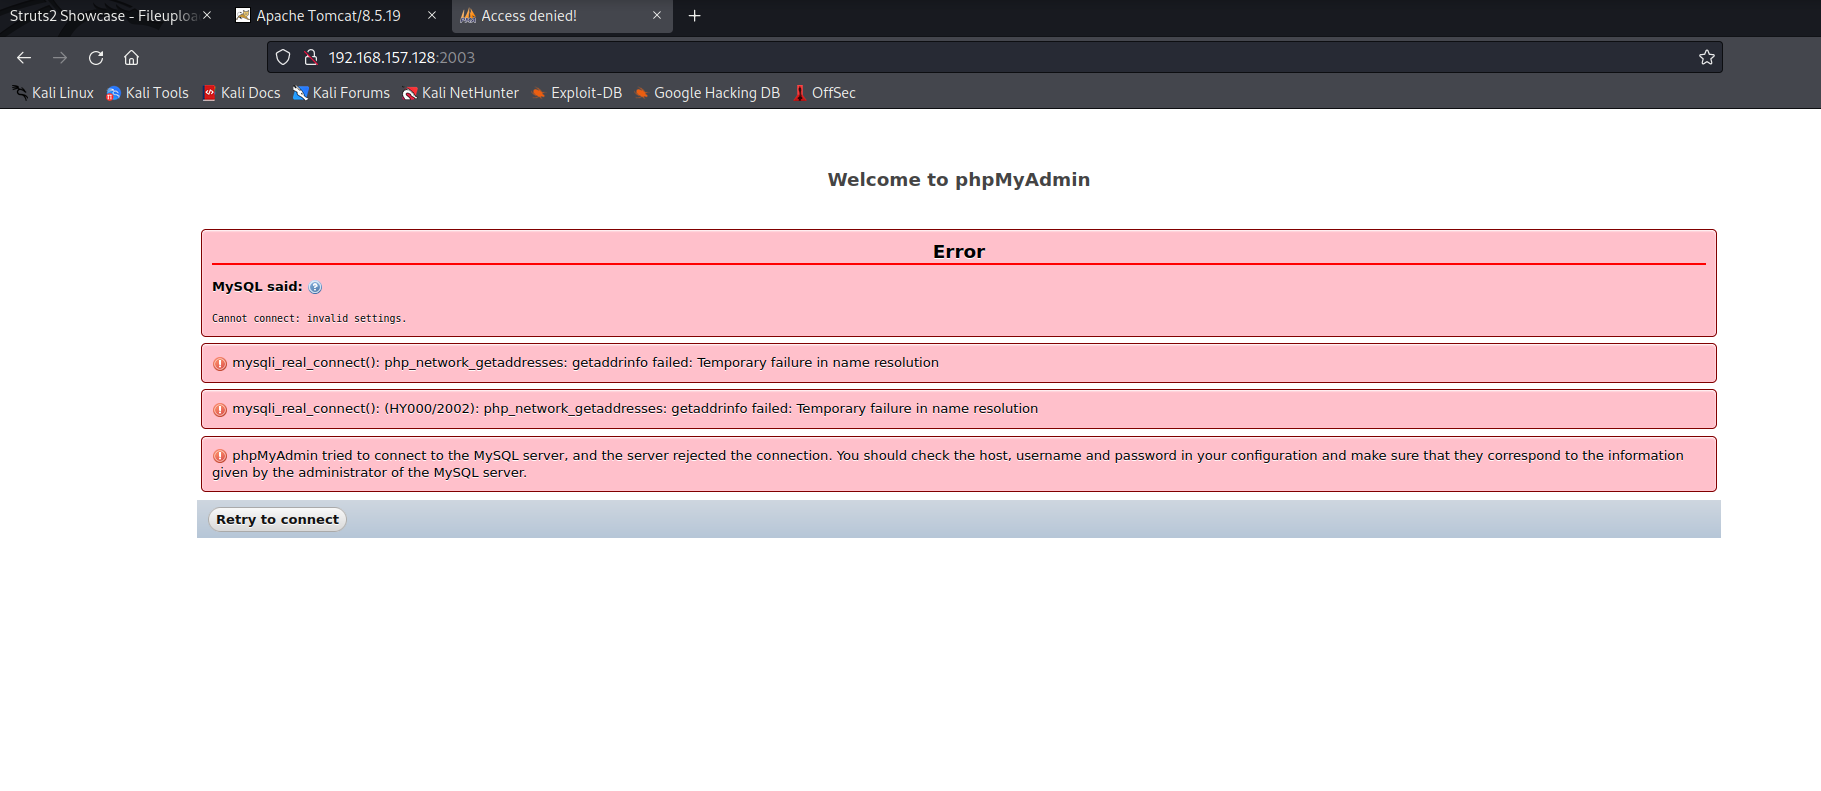 Struts2 Showcase - Fileuploa
Apache Tomcat/8.5.19
Access denied!
192.168.157.128:2003
Kali Linux Kali Tools Kali Docs Kali Forums Kali NetHunter Exploit-DB Google Hacking DB OffSec
Welcome to phpMyAdmin
Error
MySQL said:
Cannot connect: invalid settings.
mysqli_real_connect(): php_network_getaddresses: getaddrinfo failed: Temporary failure in name resolution
mysqli_real_connect(): (HY000/2002): php_network_getaddresses: getaddrinfo failed: Temporary failure in name resolution
phpMyAdmin tried to connect to the MySQL server, and the server rejected the connection. You should check the host, username and password in your configuration and make sure that they correspond to the information
given by the administrator of the MySQL server.
Retry to connect